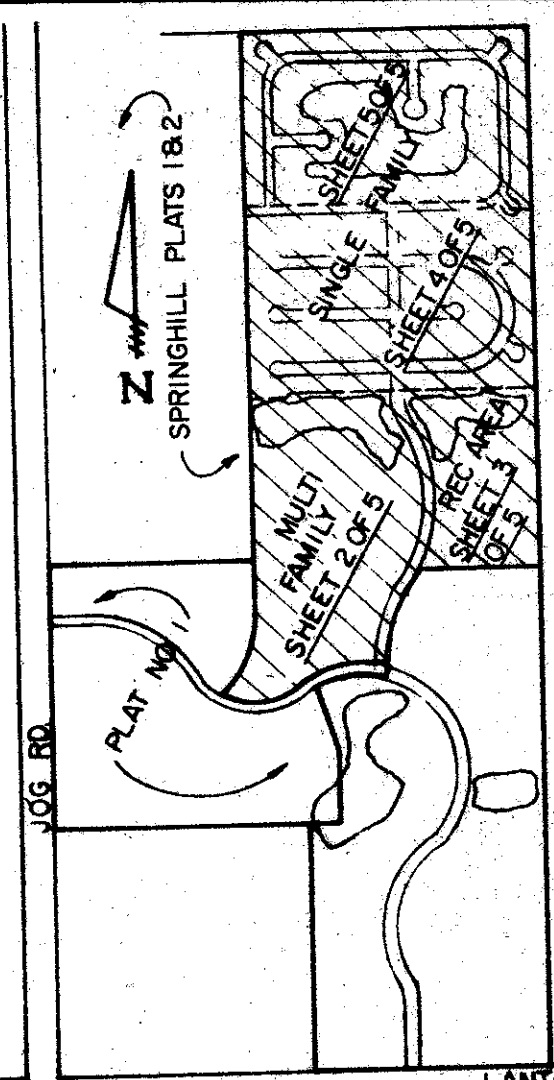 SHEET 5 OF 5
FAMILY
SINGLE
SHEET 4 OF 5
Z
SPRINGHILL PLATS 1 & 2
REC AREA
SHEET 3
OF 5
MULTI
FAMILY
SHEET 2 OF 5
PLAT NO. 1
JOG RD.
LANT